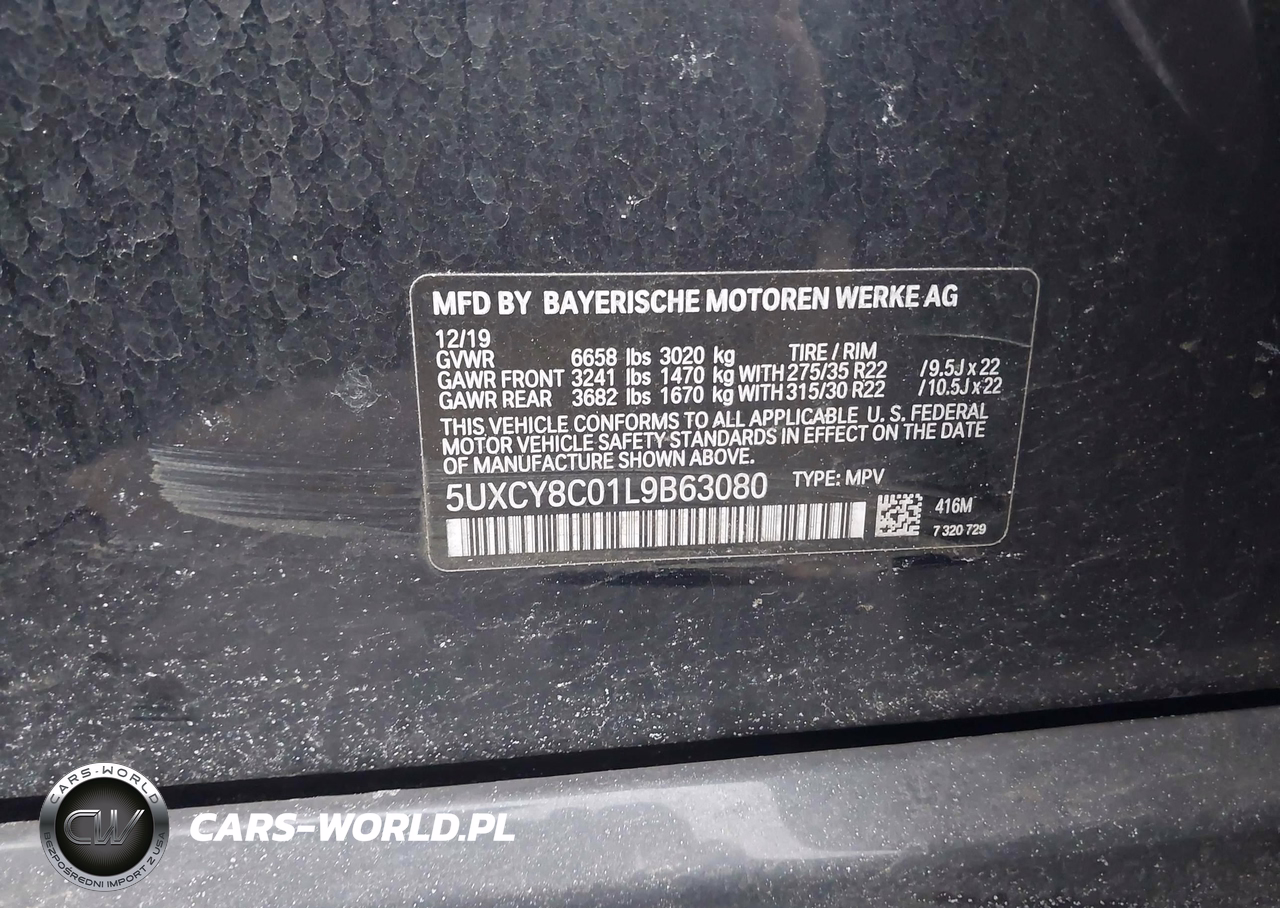 MFD BY BAYERISCHE MOTOREN WERKE AG
12/19
GVWR 6658 lbs 3020 kg TIRE / RIM
GAWR FRONT 3241 lbs 1470 kg WITH 275/35 R22 / 9.5J x 22
GAWR REAR 3682 lbs 1670 kg WITH 315/30 R22 / 10.5J x 22
THIS VEHICLE CONFORMS TO ALL APPLICABLE U. S. FEDERAL
MOTOR VEHICLE SAFETY STANDARDS IN EFFECT ON THE DATE
OF MANUFACTURE SHOWN ABOVE.
5UXCY8C01L9B63080 TYPE: MPV
416M
7 320 729
CARS-WORLD
CW
BEZPOŚREDNI IMPORT Z USA
CARS-WORLD.PL